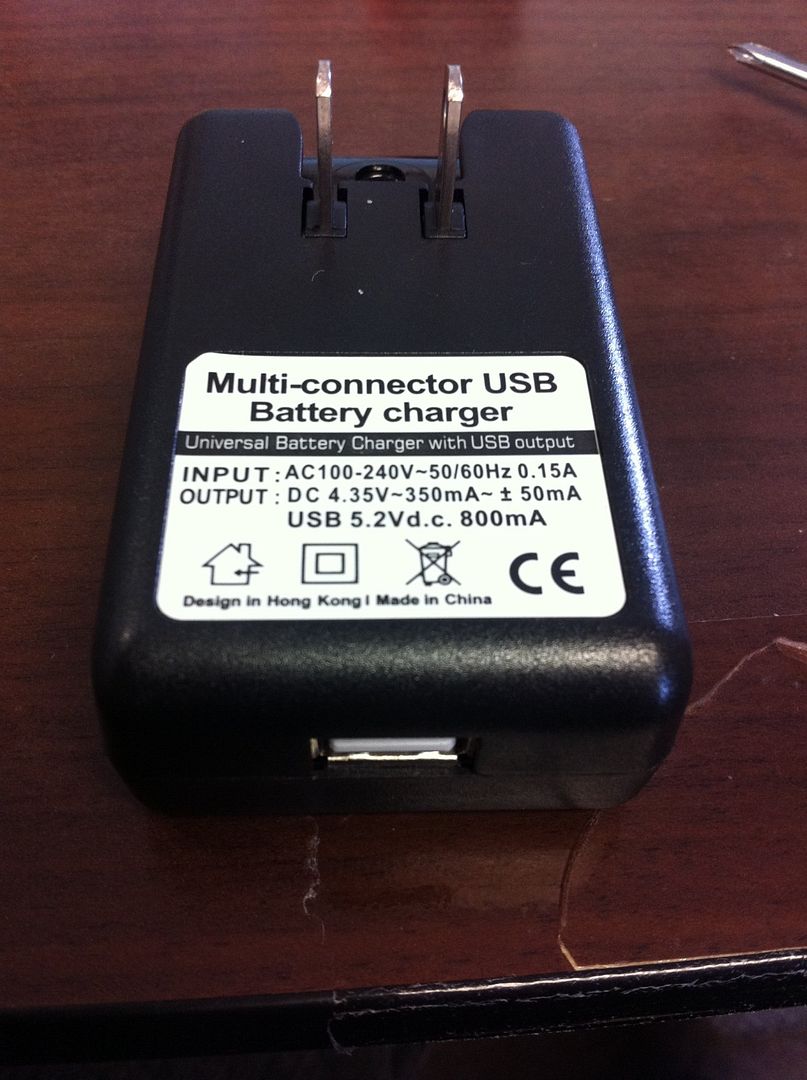 Multi-connector USB
Battery charger
Universal Battery Charger with USB output
INPUT : AC100-240V~50/60Hz 0.15A
OUTPUT : DC 4.35V~350mA~ ± 50mA
USB 5.2Vd.c. 800mA
CE
Design in Hong Kong I Made in China